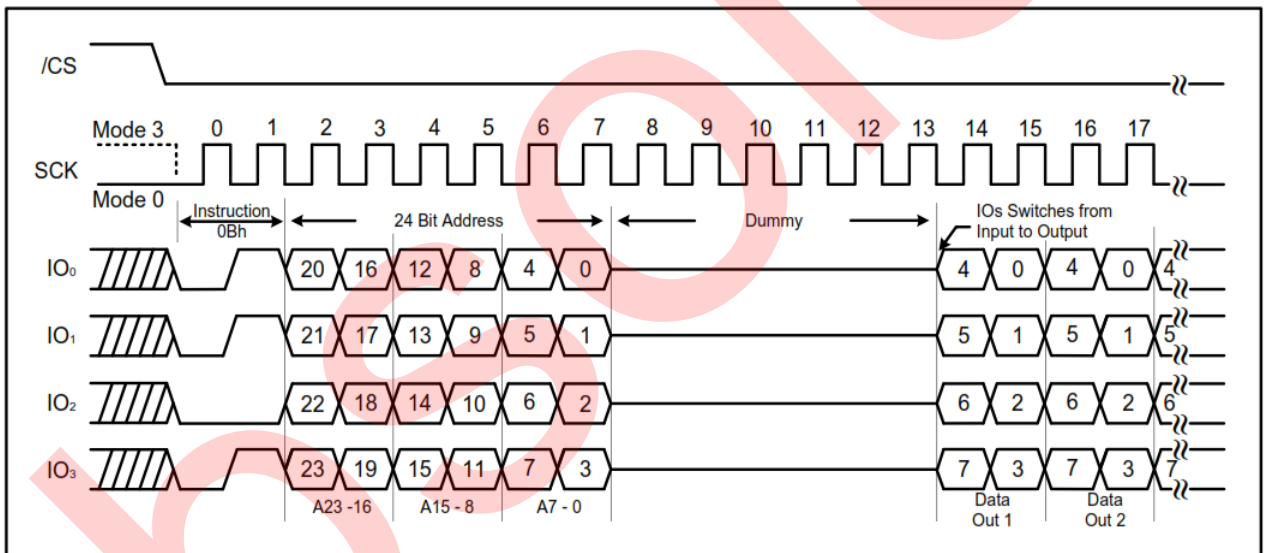 /CS
Mode 3 0 1 2 3 4 5 6 7 8 9 10 11 12 13 14 15 16 17
SCK
Mode 0
Instruction 24 Bit Address Dummy IOs Switches from
0Bh Input to Output
IO₀ 20 16 12 8 4 0 4 0 4 0 4
IO₁ 21 17 13 9 5 1 5 1 5 1 5
IO₂ 22 18 14 10 6 2 6 2 6 2 6
IO₃ 23 19 15 11 7 3 7 3 7 3 7
A23 -16 A15 - 8 A7 - 0 Data Data
Out 1 Out 2